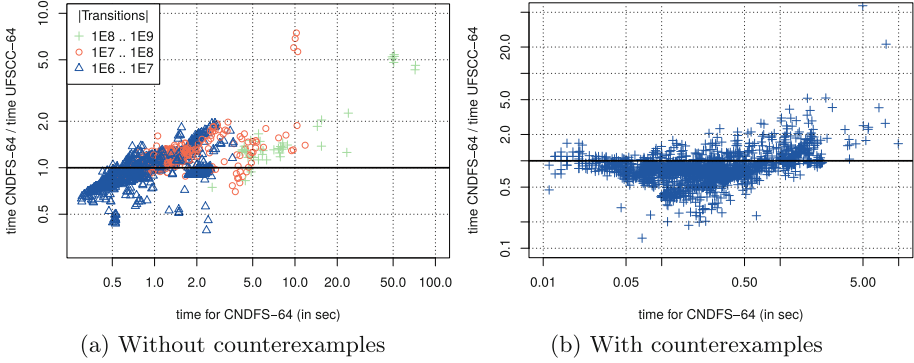 time CNDFS−64 / time UFSCC−64
10.0
5.0
2.0
1.0
0.5
|Transitions|
1E8 .. 1E9
1E7 .. 1E8
1E6 .. 1E7
0.5 1.0 2.0 5.0 10.0 20.0 50.0 100.0
time for CNDFS−64 (in sec)
(a) Without counterexamples
time CNDFS−64 / time UFSCC−64
20.0
5.0
2.0
0.5
0.1
0.01 0.05 0.50 5.00
time for CNDFS−64 (in sec)
(b) With counterexamples